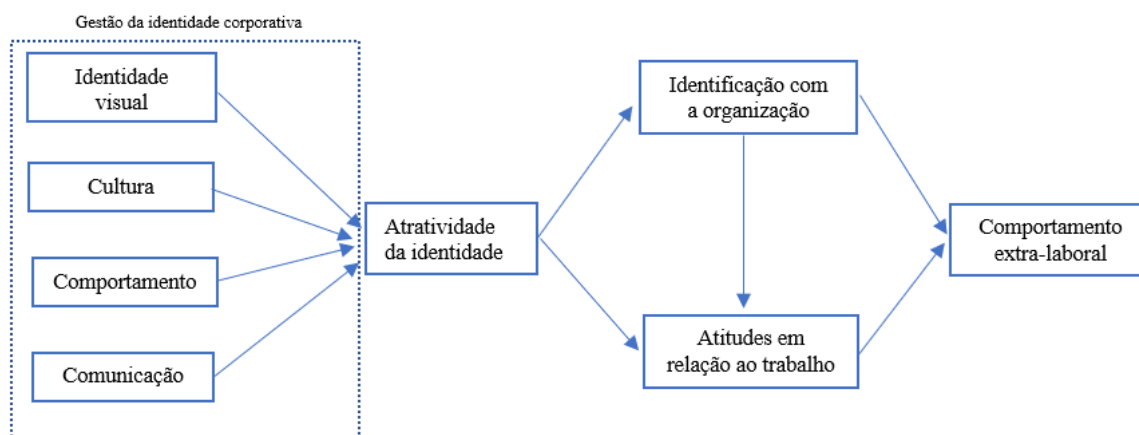 Gestão da identidade corporativa
Identidade
visual
Cultura
Comportamento
Comunicação
Atratividade
da identidade
Identificação com
a organização
Atitudes em
relação ao trabalho
Comportamento
extra-laboral